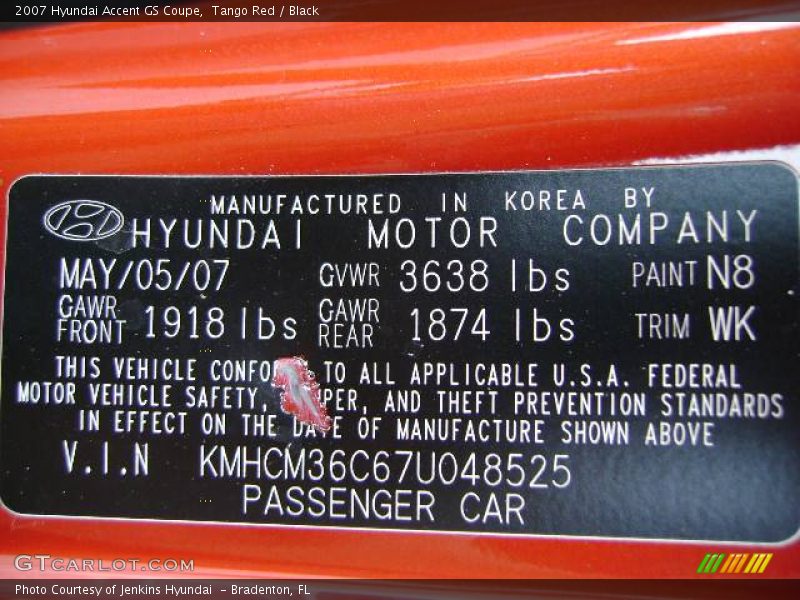 2007 Hyundai Accent GS Coupe,  Tango Red / Black
MANUFACTURED IN KOREA BY
HYUNDAI MOTOR COMPANY
MAY/05/07 GVWR 3638 lbs PAINT N8
GAWR FRONT 1918 lbs GAWR REAR 1874 lbs TRIM WK
THIS VEHICLE CONFO TO ALL APPLICABLE U.S.A. FEDERAL
MOTOR VEHICLE SAFETY, PER, AND THEFT PREVENTION STANDARDS
IN EFFECT ON THE DATE OF MANUFACTURE SHOWN ABOVE
V.I.N KMHCM36C67U048525
PASSENGER CAR
GTCARLOT.COM
Photo Courtesy of Jenkins Hyundai  - Bradenton, FL